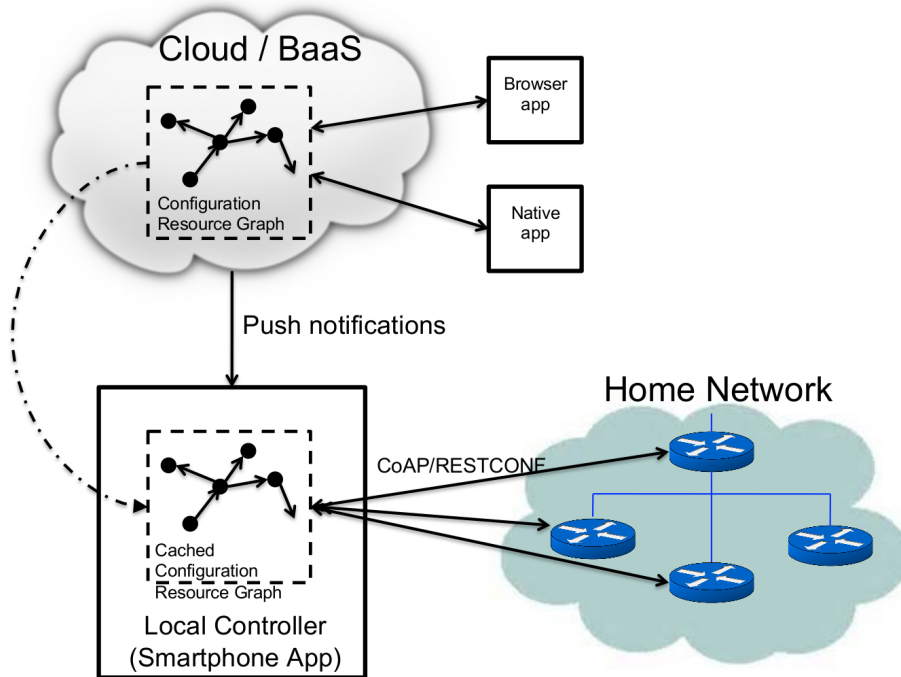 Cloud / BaaS
Browser
app
Configuration
Resource Graph
Native
app
Push notifications
Home Network
CoAP/RESTCONF
Cached
Configuration
Resource Graph
Local Controller
(Smartphone App)